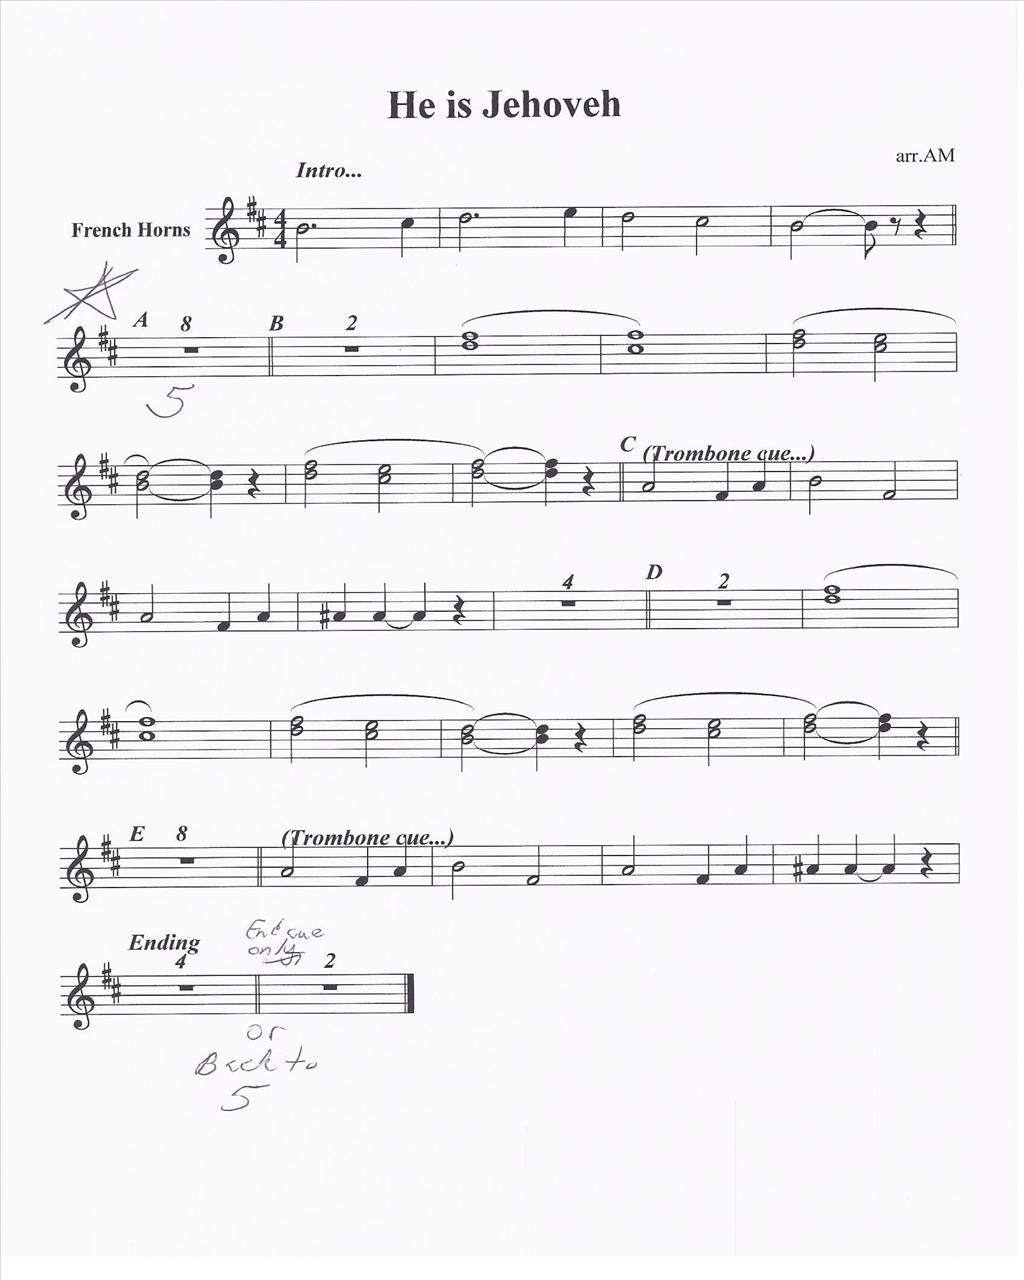 He is Jehoveh
arr.AM
Intro...
French Horns
4
4
A 8 B 2
5
C (Trombone cue...)
4 D 2
E 8 (Trombone cue...)
Ending
End cue
only
4 2
or
Back to
5